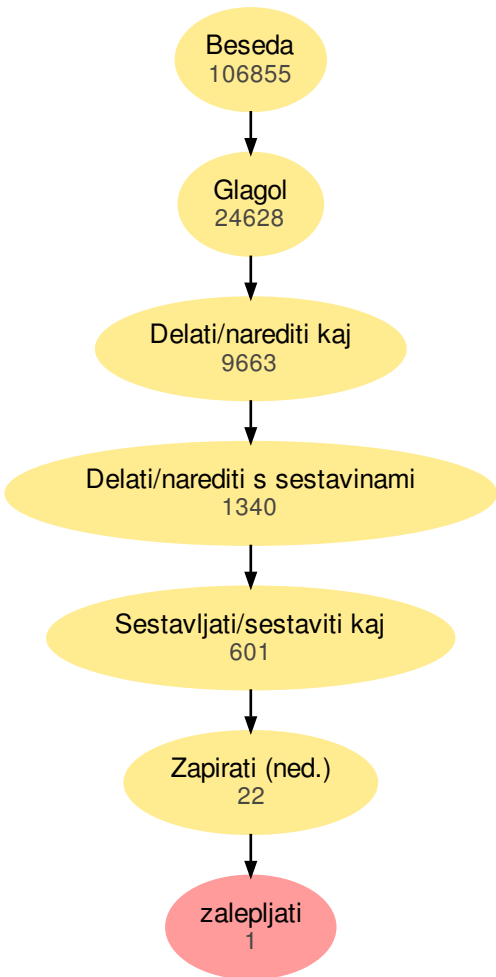 Beseda
106855
Glagol
24628
Delati/narediti kaj
9663
Delati/narediti s sestavinami
1340
Sestavljati/sestaviti kaj
601
Zapirati (ned.)
22
zalepljati
1